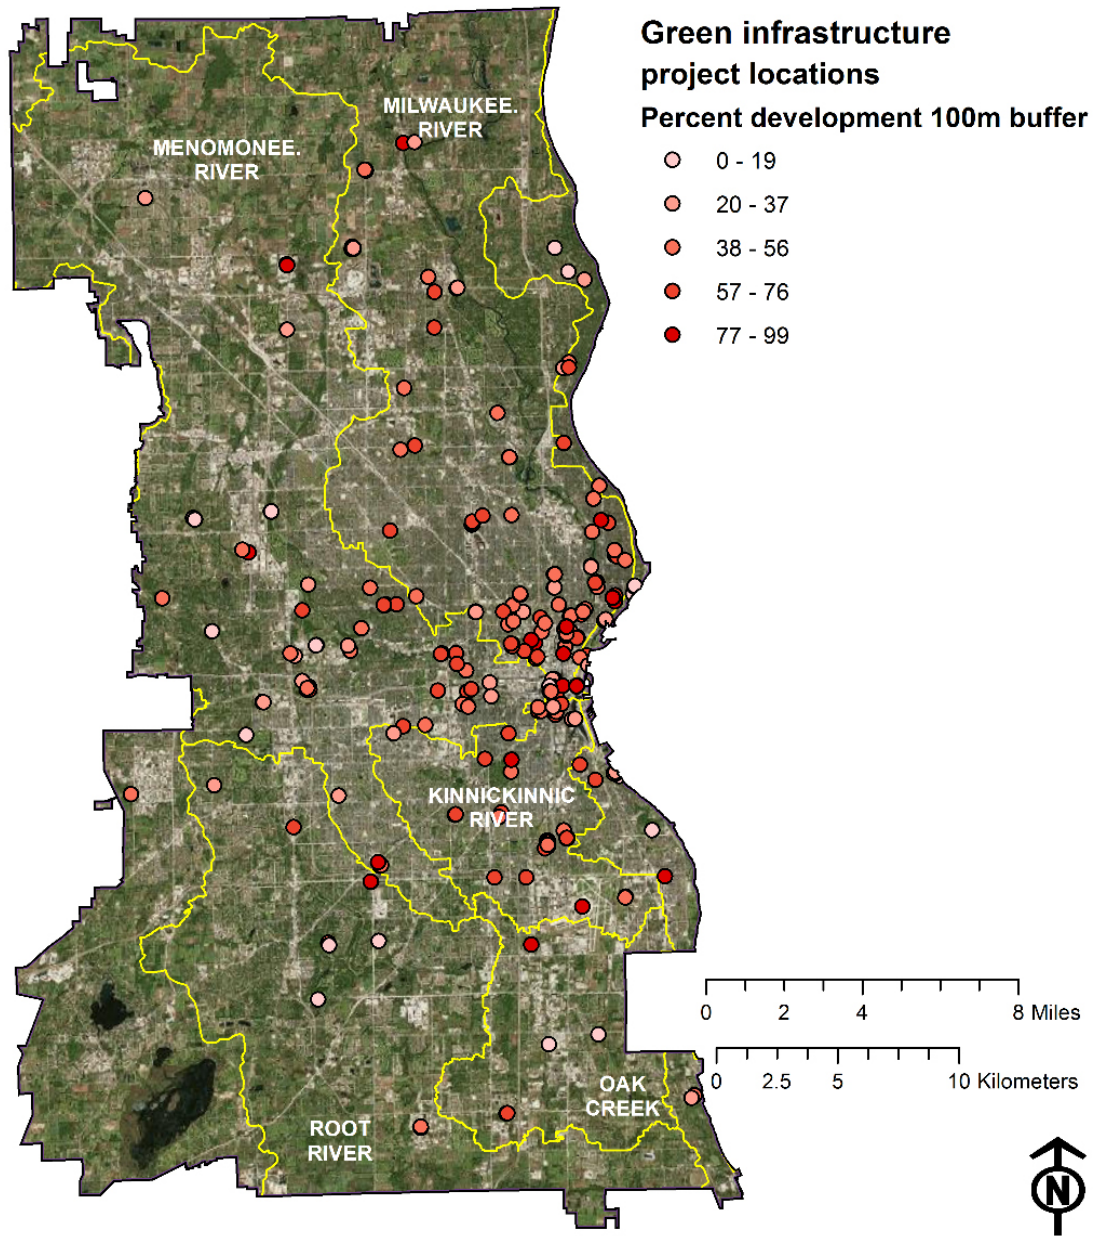 Green infrastructure
project locations
Percent development 100m buffer
0 - 19
20 - 37
38 - 56
57 - 76
77 - 99
MILWAUKEE.
RIVER
MENOMONEE.
RIVER
KINNICKINNIC
RIVER
OAK
CREEK
ROOT
RIVER
0 2 4 8 Miles
0 2.5 5 10 Kilometers
N